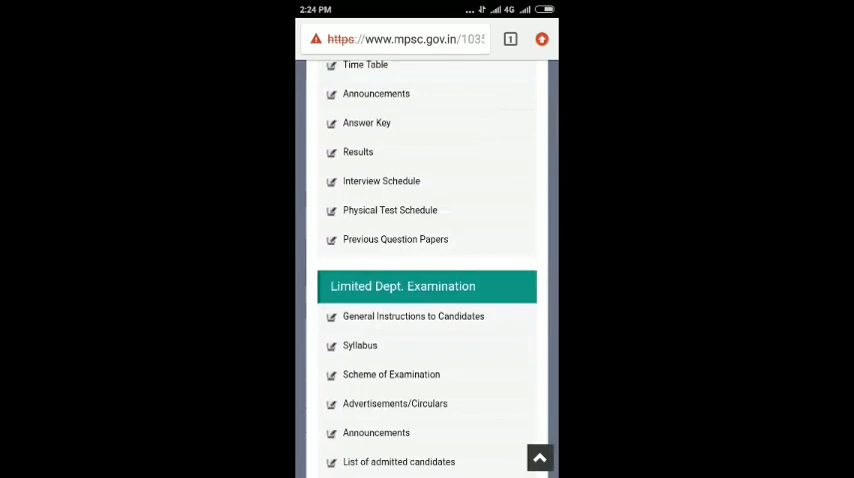 2:24 PM
... 4G
https://www.mpsc.gov.in/1035
1
Time Table
Announcements
Answer Key
Results
Interview Schedule
Physical Test Schedule
Previous Question Papers
Limited Dept. Examination
General Instructions to Candidates
Syllabus
Scheme of Examination
Advertisements/Circulars
Announcements
List of admitted candidates